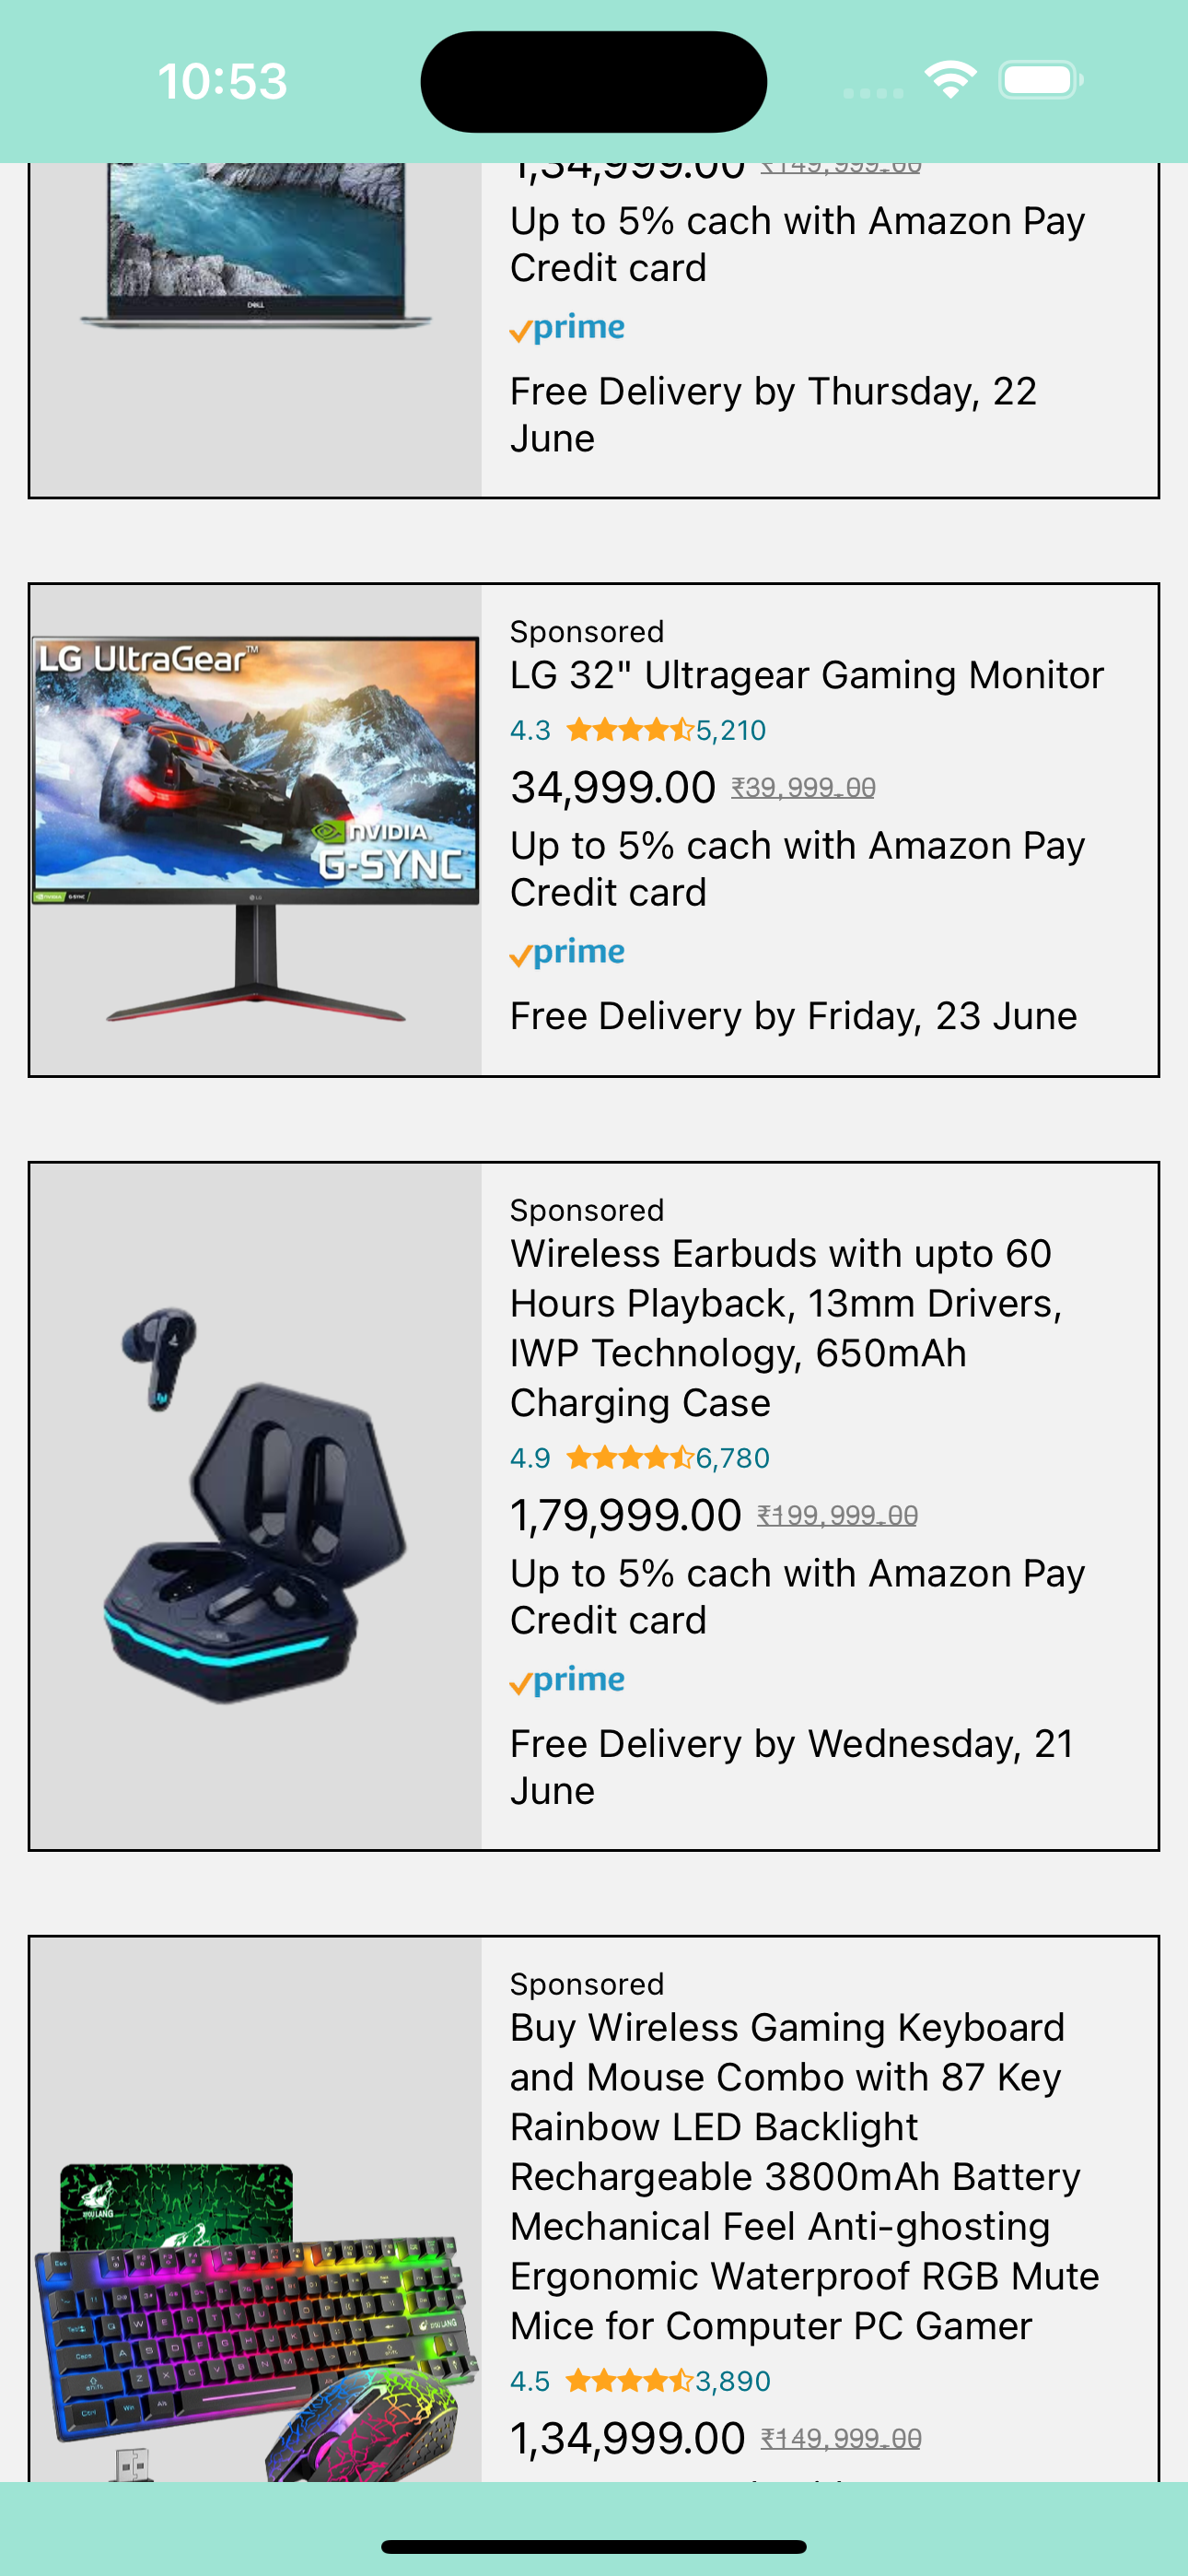 10:53
1,34,999.00 ₹149,999.00
Up to 5% cach with Amazon Pay
Credit card
prime
Free Delivery by Thursday, 22
June
DELL
LG UltraGear™
NVIDIA
G-SYNC
LG
Sponsored
LG 32" Ultragear Gaming Monitor
4.3 5,210
34,999.00 ₹39,999.00
Up to 5% cach with Amazon Pay
Credit card
prime
Free Delivery by Friday, 23 June
Sponsored
Wireless Earbuds with upto 60
Hours Playback, 13mm Drivers,
IWP Technology, 650mAh
Charging Case
4.9 6,780
1,79,999.00 ₹199,999.00
Up to 5% cach with Amazon Pay
Credit card
prime
Free Delivery by Wednesday, 21
June
Sponsored
Buy Wireless Gaming Keyboard
and Mouse Combo with 87 Key
Rainbow LED Backlight
Rechargeable 3800mAh Battery
Mechanical Feel Anti-ghosting
Ergonomic Waterproof RGB Mute
Mice for Computer PC Gamer
4.5 3,890
1,34,999.00 ₹149,999.00